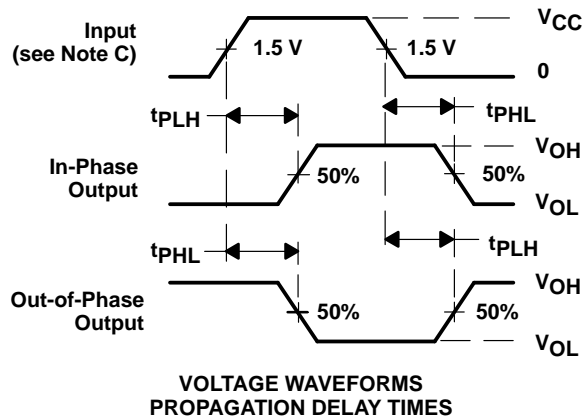 Input
(see Note C)
1.5 V
1.5 V
VCC
0
tPLH
tPHL
In-Phase
Output
50%
50%
VOH
VOL
tPHL
tPLH
Out-of-Phase
Output
50%
50%
VOH
VOL
VOLTAGE WAVEFORMS
PROPAGATION DELAY TIMES